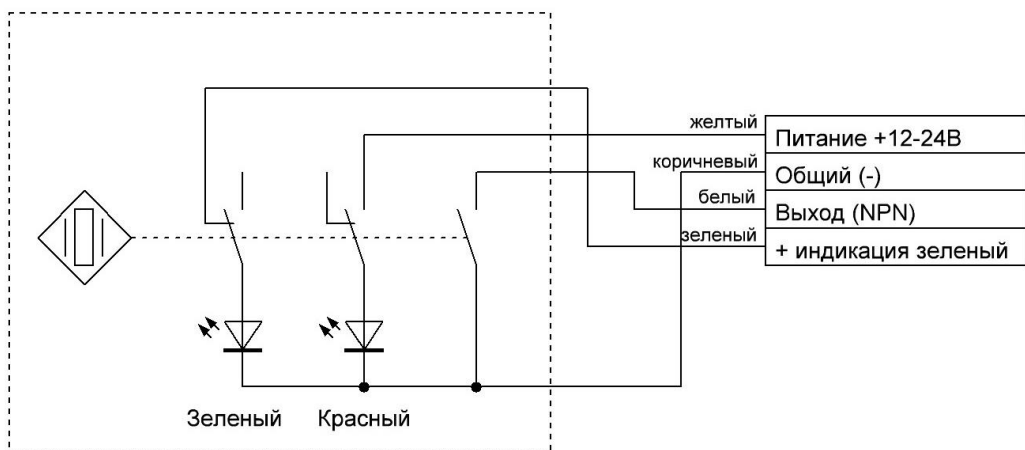 желтый
Питание +12-24В
коричневый
Общий (-)
белый
Выход (NPN)
зеленый
+ индикация зеленый
Зеленый
Красный